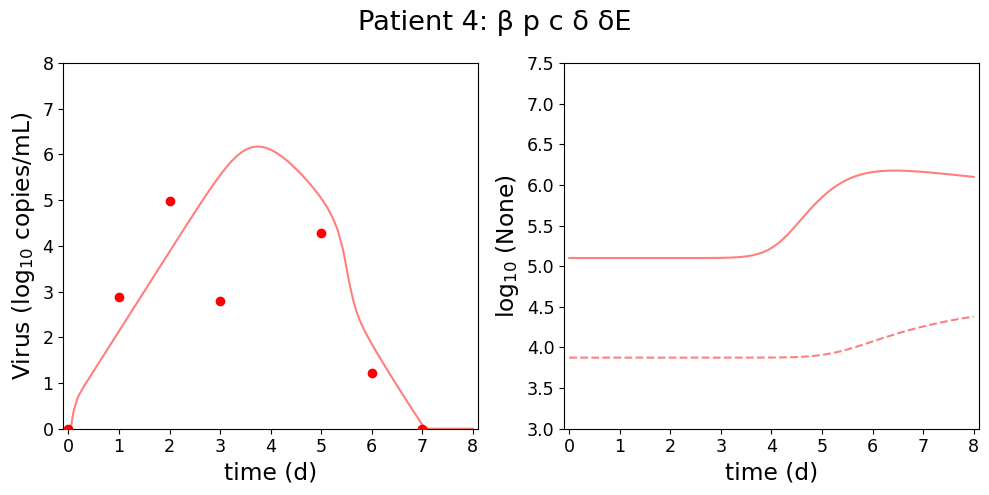 Patient 4: β p c δ δE
Virus (log₁₀ copies/mL)
8
7
6
5
4
3
2
1
0
0 1 2 3 4 5 6 7 8
time (d)
log₁₀ (None)
7.5
7.0
6.5
6.0
5.5
5.0
4.5
4.0
3.5
3.0
0 1 2 3 4 5 6 7 8
time (d)